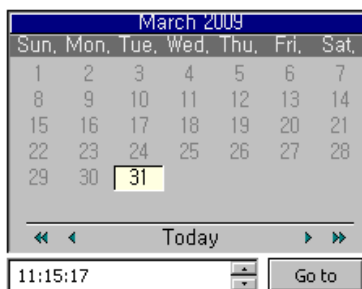 March 2009
Sun, Mon, Tue, Wed, Thu, Fri, Sat,
1 2 3 4 5 6 7
8 9 10 11 12 13 14
15 16 17 18 19 20 21
22 23 24 25 26 27 28
29 30 31
Today
11:15:17 Go to